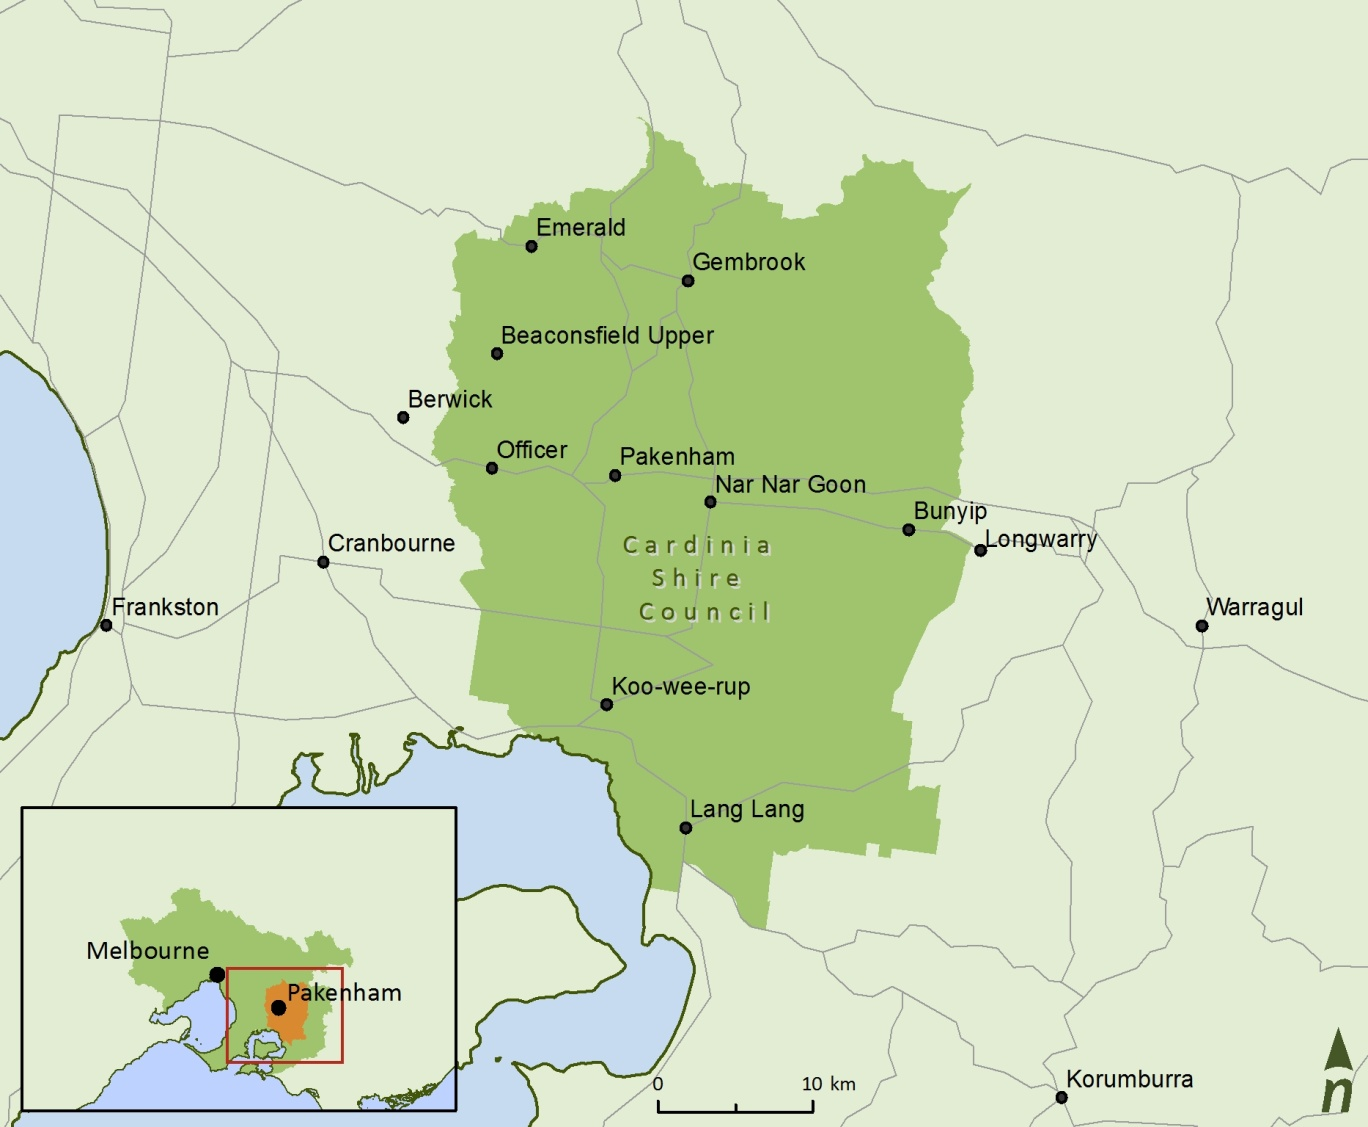 Emerald
Gembrook
Beaconsfield Upper
Berwick
Officer
Pakenham
Nar Nar Goon
Bunyip
Longwarry
Cardinia
Shire
Council
Cranbourne
Frankston
Warragul
Koo-wee-rup
Lang Lang
Melbourne
Pakenham
0 10 km
Korumburra
n